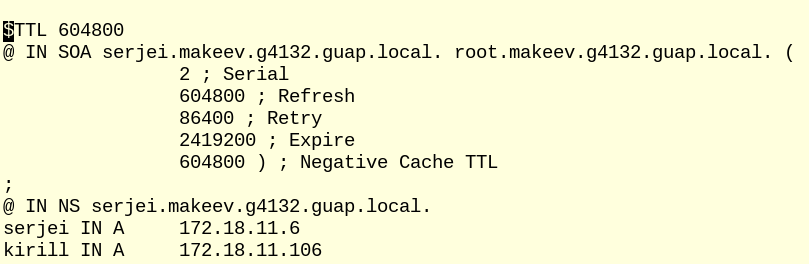 $TTL 604800
@ IN SOA serjei.makeev.g4132.guap.local. root.makeev.g4132.guap.local. (
2 ; Serial
604800 ; Refresh
86400 ; Retry
2419200 ; Expire
604800 ) ; Negative Cache TTL
;
@ IN NS serjei.makeev.g4132.guap.local.
serjei IN A     172.18.11.6
kirill IN A     172.18.11.106